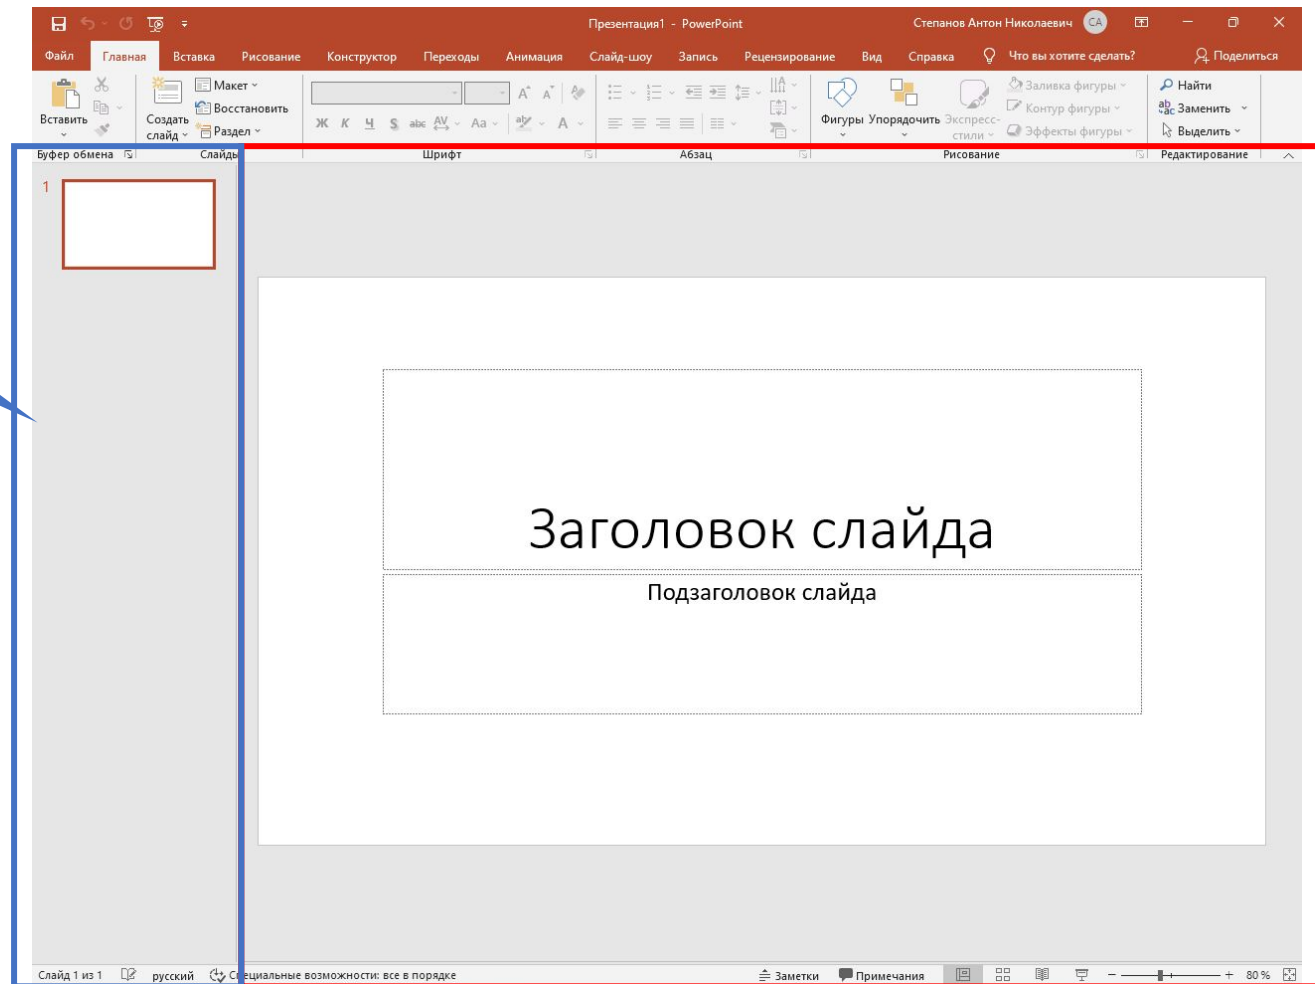 Презентация1 - PowerPoint
Степанов Антон Николаевич СА
Файл Главная Вставка Рисование Конструктор Переходы Анимация Слайд-шоу Запись Рецензирование Вид Справка Что вы хотите сделать? Поделиться
Вставить
Создать слайд
Макет
Восстановить
Раздел
Ж К Ч S abc AV Aa А
Фигуры Упорядочить Экспресс-стили
Заливка фигуры
Контур фигуры
Эффекты фигуры
Найти
Заменить
Выделить
Буфер обмена Слайды Шрифт Абзац Рисование Редактирование
1
Заголовок слайда
Подзаголовок слайда
Слайд 1 из 1 русский Специальные возможности: все в порядке Заметки Примечания 80 %